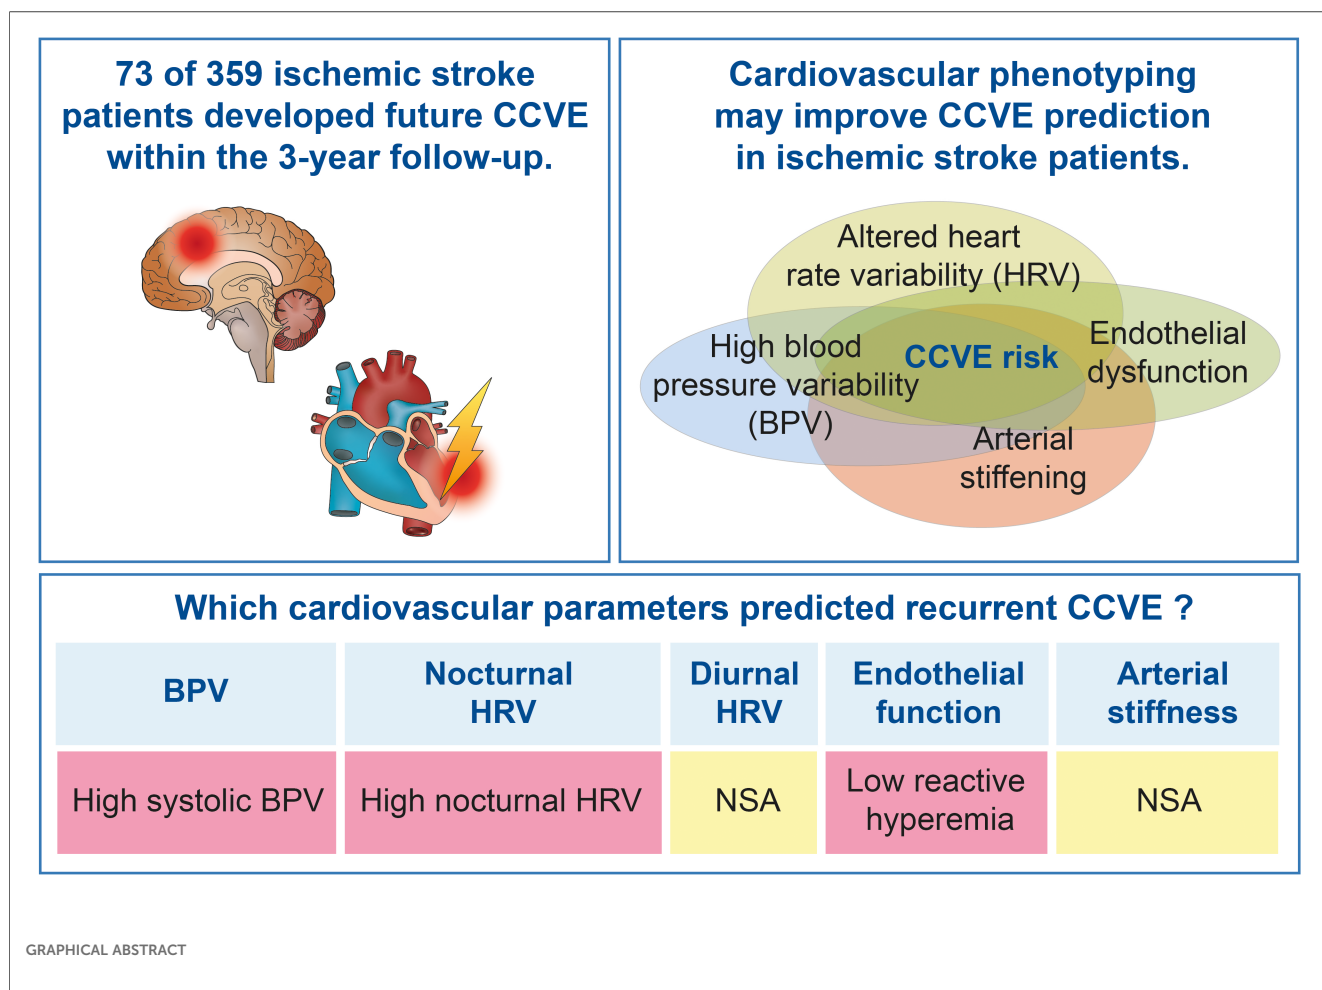 73 of 359 ischemic stroke
patients developed future CCVE
within the 3-year follow-up.
Cardiovascular phenotyping
may improve CCVE prediction
in ischemic stroke patients.
Altered heart
rate variability (HRV)
High blood
pressure variability
(BPV)
CCVE risk
Endothelial
dysfunction
Arterial
stiffening
Which cardiovascular parameters predicted recurrent CCVE ?
BPV
Nocturnal
HRV
Diurnal
HRV
Endothelial
function
Arterial
stiffness
High systolic BPV
High nocturnal HRV
NSA
Low reactive
hyperemia
NSA
GRAPHICAL ABSTRACT